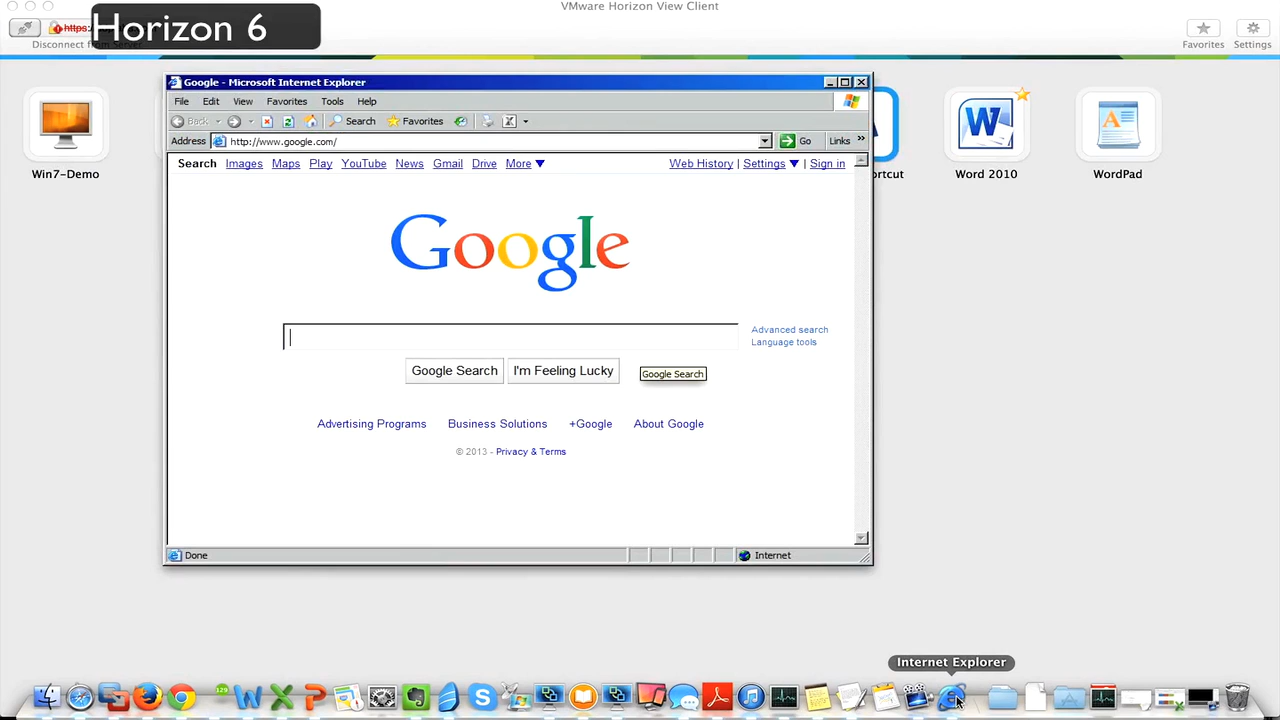 VMware Horizon View Client
Horizon 6
https:
Disconnect from Server
Favorites
Settings
Google - Microsoft Internet Explorer
File Edit View Favorites Tools Help
Back Search Favorites
Address http://www.google.com/ Go Links »
Search Images Maps Play YouTube News Gmail Drive More Web History | Settings Sign in
Win7-Demo
rtcut
Word 2010
WordPad
Google
Advanced search
Language tools
Google Search I'm Feeling Lucky
Google Search
Advertising Programs Business Solutions +Google About Google
© 2013 - Privacy & Terms
Done Internet
Internet Explorer
129